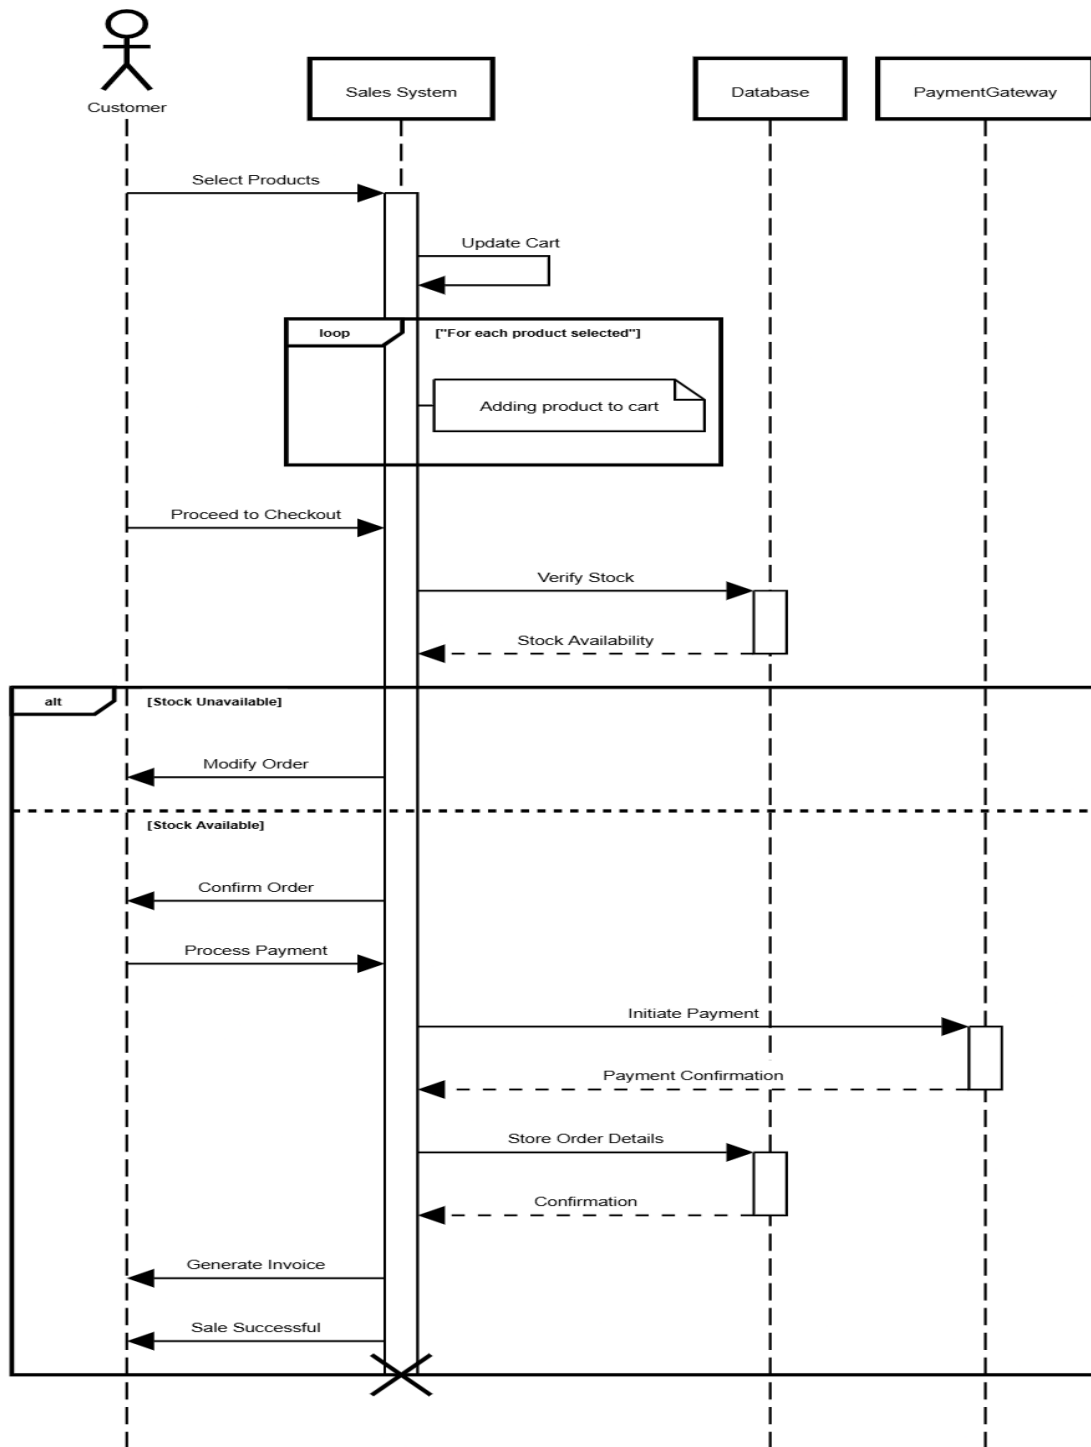 Customer
Sales System
Database
PaymentGateway
Select Products
Update Cart
loop
["For each product selected"]
Adding product to cart
Proceed to Checkout
Verify Stock
Stock Availability
alt
[Stock Unavailable]
Modify Order
[Stock Available]
Confirm Order
Process Payment
Initiate Payment
Payment Confirmation
Store Order Details
Confirmation
Generate Invoice
Sale Successful